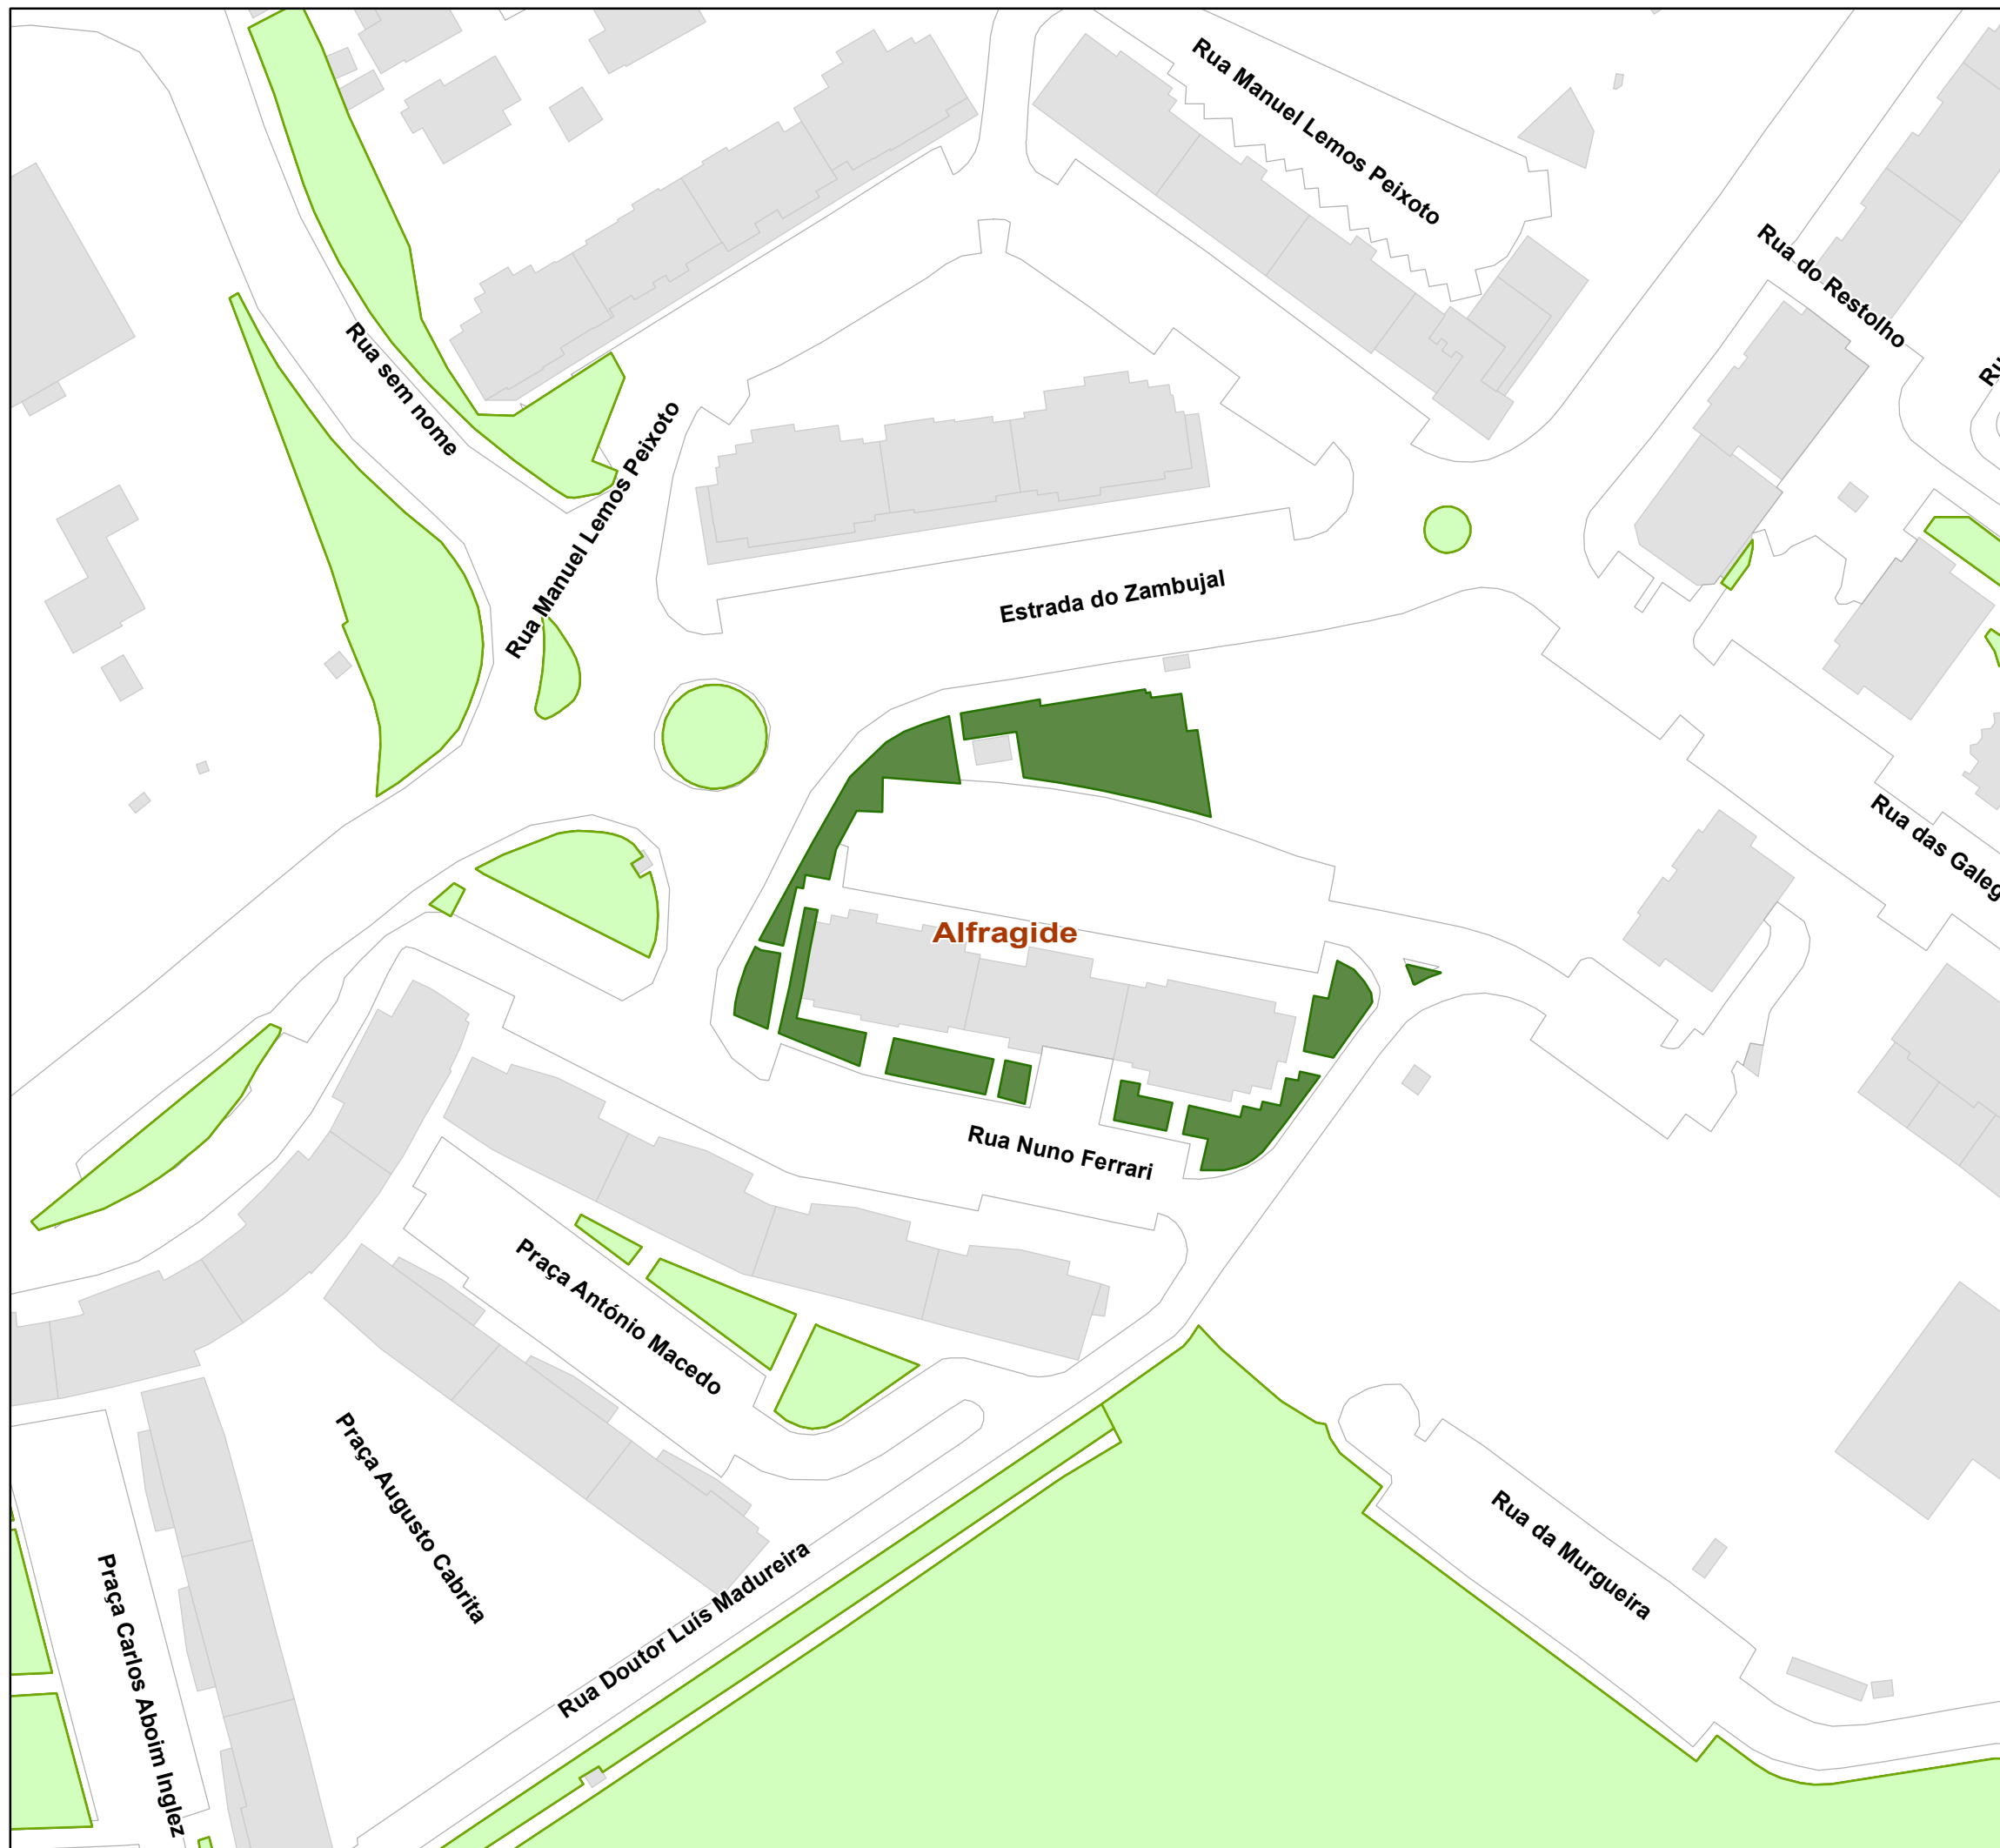 Rua Manuel Lemos Peixoto
Rua do Restolho
Rua sem nome
Rua Manuel Lemos Peixoto
Estrada do Zambujal
Rua das Galeg
Alfragide
Rua Nuno Ferrari
Praça António Macedo
Praça Augusto Cabrita
Rua da Murgueira
Rua Doutor Luís Madureira
Praça Carlos Aboim Inglez